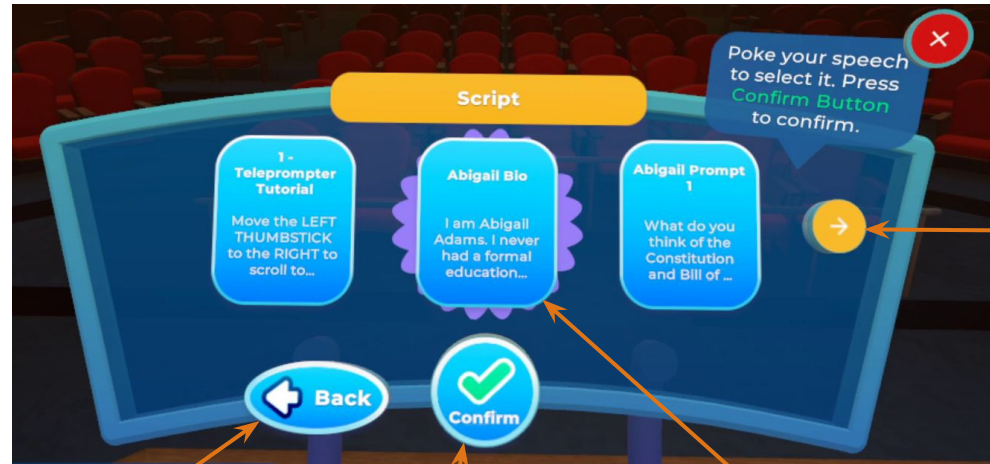 Script
Poke your speech
to select it. Press
Confirm Button
to confirm.
1 -
Teleprompter
Tutorial
Move the LEFT
THUMBSTICK
to the RIGHT to
scroll to...
Abigail Bio
I am Abigail
Adams. I never
had a formal
education...
Abigail Prompt
1
What do you
think of the
Constitution
and Bill of ...
Back
Confirm